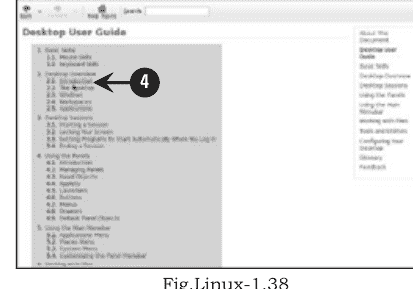 Back Help Topics Search:
Desktop User Guide
1. Basic Skills
1.1. Mouse Skills
1.2. Keyboard Skills
2. Desktop Overview
2.1. Introduction
2.2. The Desktop
2.3. Windows
2.4. Workspaces
2.5. Applications
3. Desktop Sessions
3.1. Starting a Session
3.2. Locking Your Screen
3.3. Setting Programs to Start Automatically When You Log In
3.4. Ending a Session
4. Using the Panels
4.1. Introduction
4.2. Managing Panels
4.3. Panel Objects
4.4. Applets
4.5. Launchers
4.6. Buttons
4.7. Menus
4.8. Drawers
4.9. Default Panel Objects
5. Using the Main Menubar
5.1. Applications Menu
5.2. Places Menu
5.3. System Menu
5.4. Customizing the Panel Menubar
4
About This
Document
Desktop User
Guide
Basic Skills
Desktop Overview
Desktop Sessions
Using the Panels
Using the Main
Menubar
Working with Files
Tools and Utilities
Configuring Your
Desktop
Glossary
Feedback
Fig.Linux-1.38